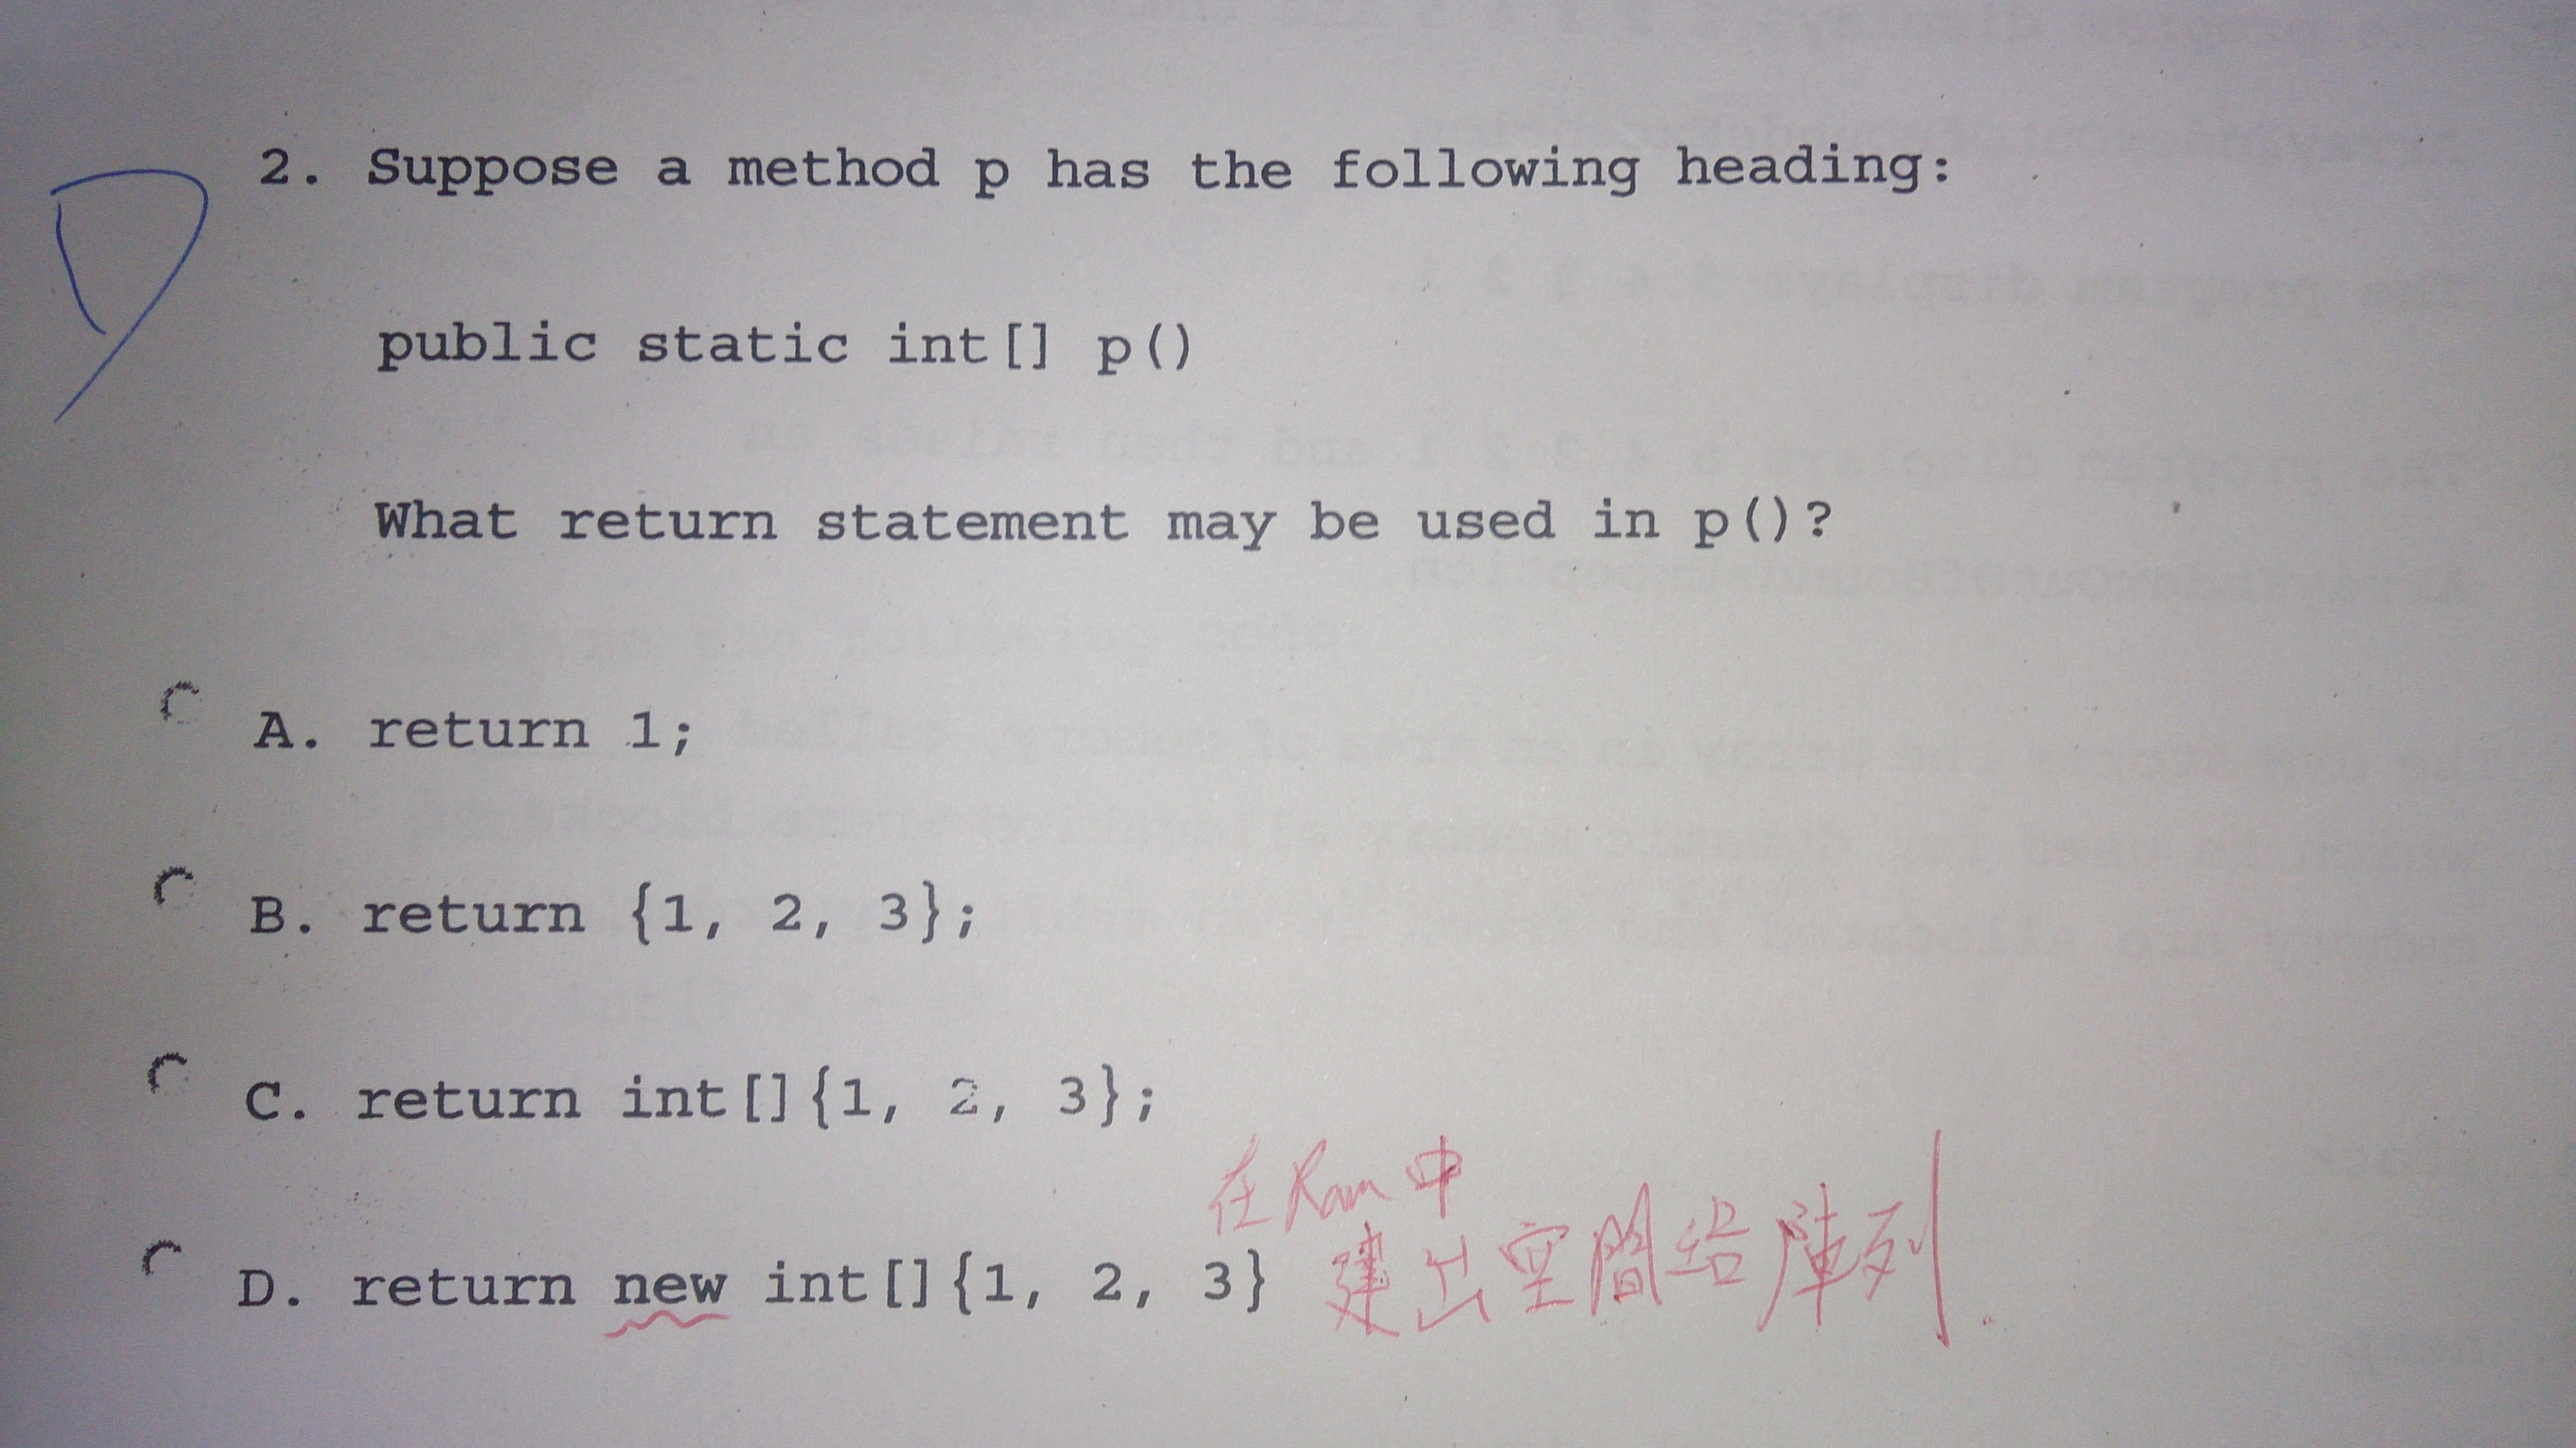 D
2. Suppose a method p has the following heading:
public static int[] p()
What return statement may be used in p()?
A. return 1;
B. return {1, 2, 3};
C. return int[]{1, 2, 3};
在Ram中
D. return new int[]{1, 2, 3} 建出空間給陣列.